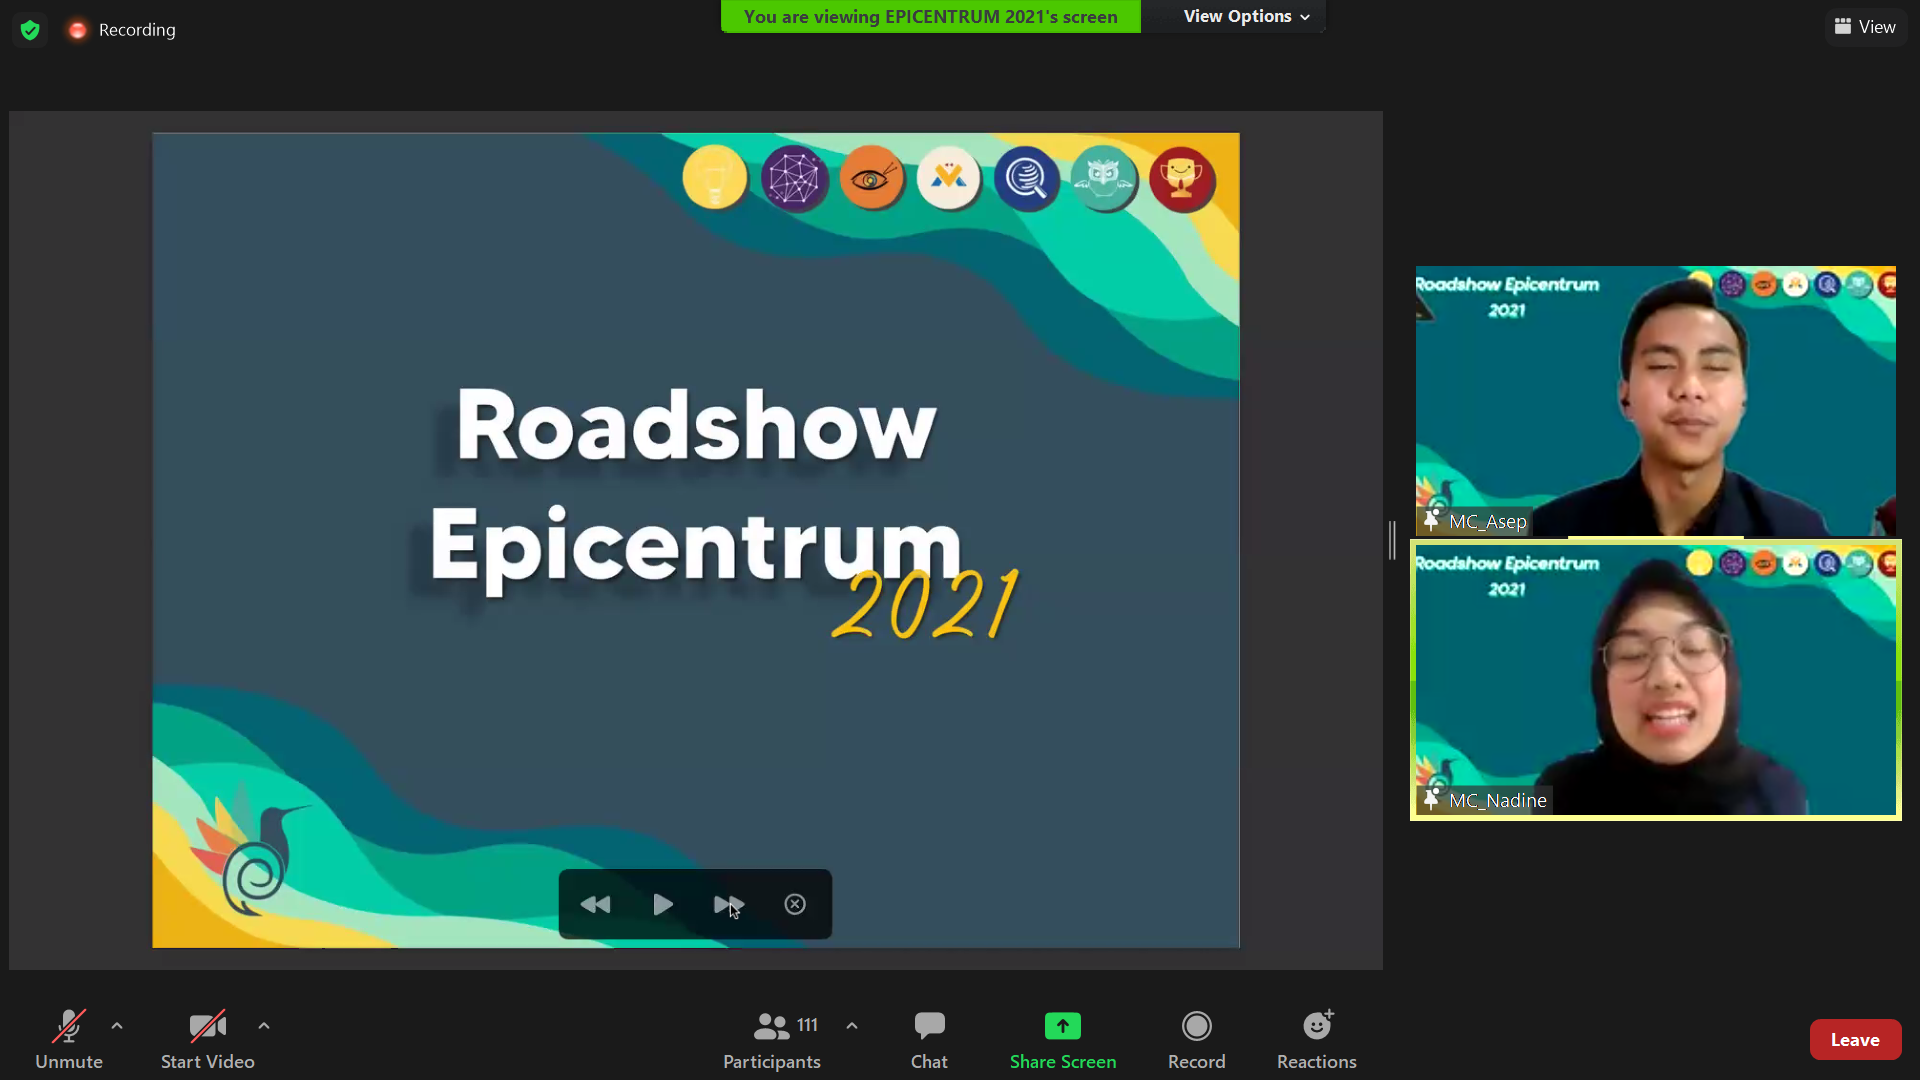 Recording
You are viewing EPICENTRUM 2021's screen
View Options
View
Roadshow
Epicentrum
2021
Roadshow Epicentrum
2021
MC_Asep
Roadshow Epicentrum
2021
MC_Nadine
Unmute
Start Video
111
Participants
Chat
Share Screen
Record
Reactions
Leave